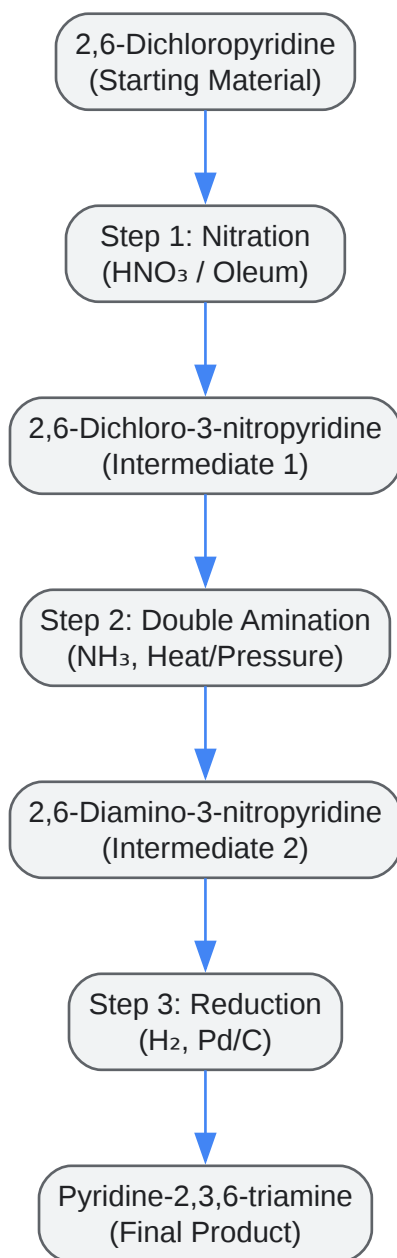 2,6-Dichloropyridine
(Starting Material)
Step 1: Nitration
(HNO₃ / Oleum)
2,6-Dichloro-3-nitropyridine
(Intermediate 1)
Step 2: Double Amination
(NH₃, Heat/Pressure)
2,6-Diamino-3-nitropyridine
(Intermediate 2)
Step 3: Reduction
(H₂, Pd/C)
Pyridine-2,3,6-triamine
(Final Product)